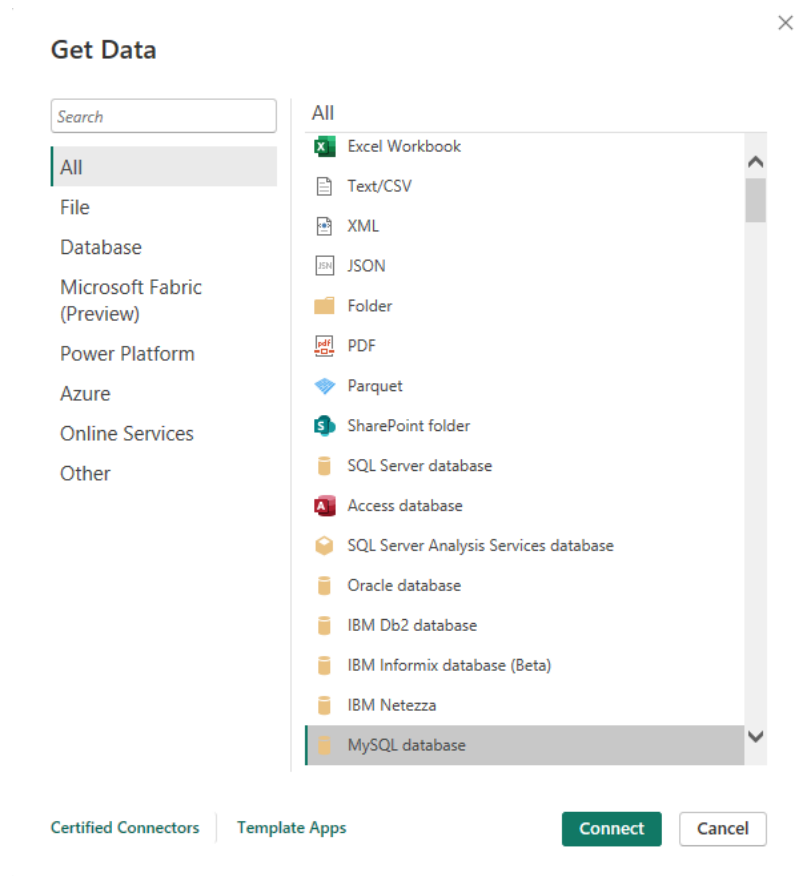 Get Data
Search
All
File
Database
Microsoft Fabric
(Preview)
Power Platform
Azure
Online Services
Other
All
Excel Workbook
Text/CSV
XML
JSN JSON
Folder
pdf PDF
Parquet
S SharePoint folder
SQL Server database
A Access database
SQL Server Analysis Services database
Oracle database
IBM Db2 database
IBM Informix database (Beta)
IBM Netezza
MySQL database
Certified Connectors
Template Apps
Connect
Cancel